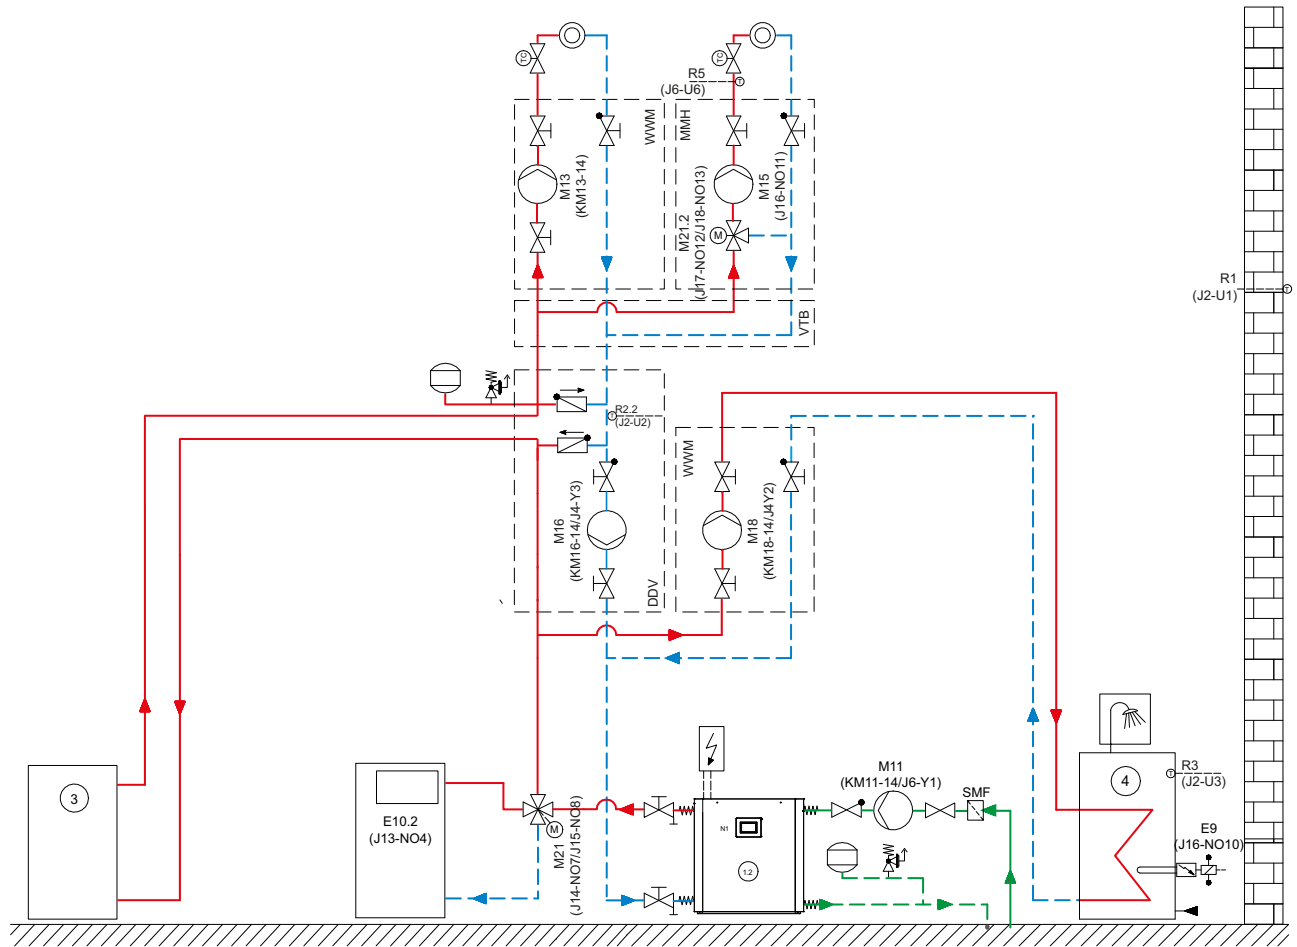 TC
TC
R5
(J6-U6)
WWM
MMH
M13
(KM13-14)
M15
(J16-NO11)
M21.2
(J17-NO12/J18-NO13)
M
R1
(J2-U1)
VTB
R2.2
(J2-U2)
T
T
T
WWM
M16
(KM16-14/J4-Y3)
M18
(KM18-14/J4Y2)
DDV
3
E10.2
(J13-NO4)
M
M21
(J14-NO7/J15-NO8)
N1
1.2
M11
(KM11-14/J6-Y1)
SMF
4
T
R3
(J2-U3)
E9
(J16-NO10)